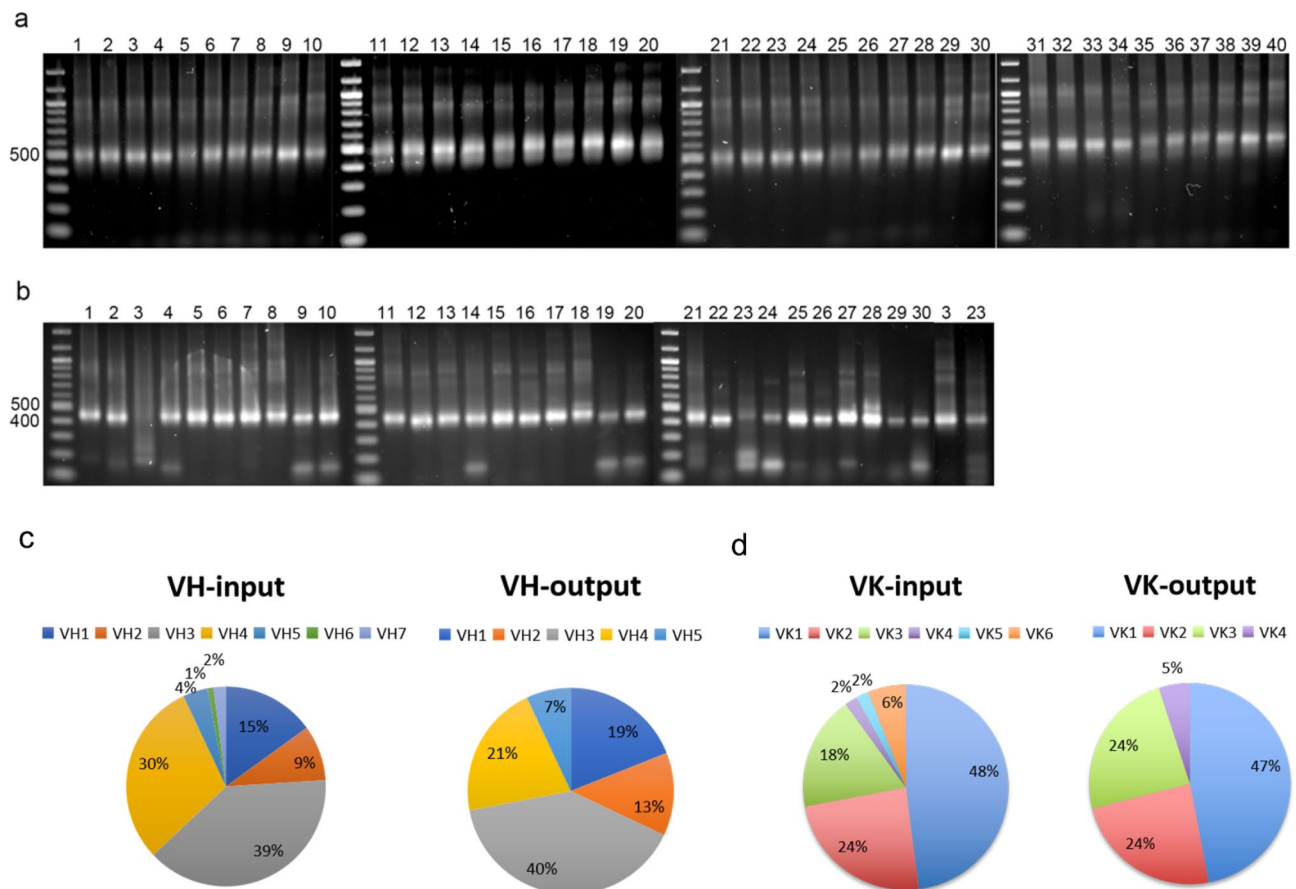 a
1 2 3 4 5 6 7 8 9 10 11 12 13 14 15 16 17 18 19 20 21 22 23 24 25 26 27 28 29 30 31 32 33 34 35 36 37 38 39 40
500
b
1 2 3 4 5 6 7 8 9 10 11 12 13 14 15 16 17 18 19 20 21 22 23 24 25 26 27 28 29 30 3 23
500
400
c
VH-input
VH1 VH2 VH3 VH4 VH5 VH6 VH7
15%
9%
39%
30%
4%
1%
2%
VH-output
VH1 VH2 VH3 VH4 VH5
19%
13%
40%
21%
7%
d
VK-input
VK1 VK2 VK3 VK4 VK5 VK6
48%
24%
18%
2%
2%
6%
VK-output
VK1 VK2 VK3 VK4
47%
24%
24%
5%